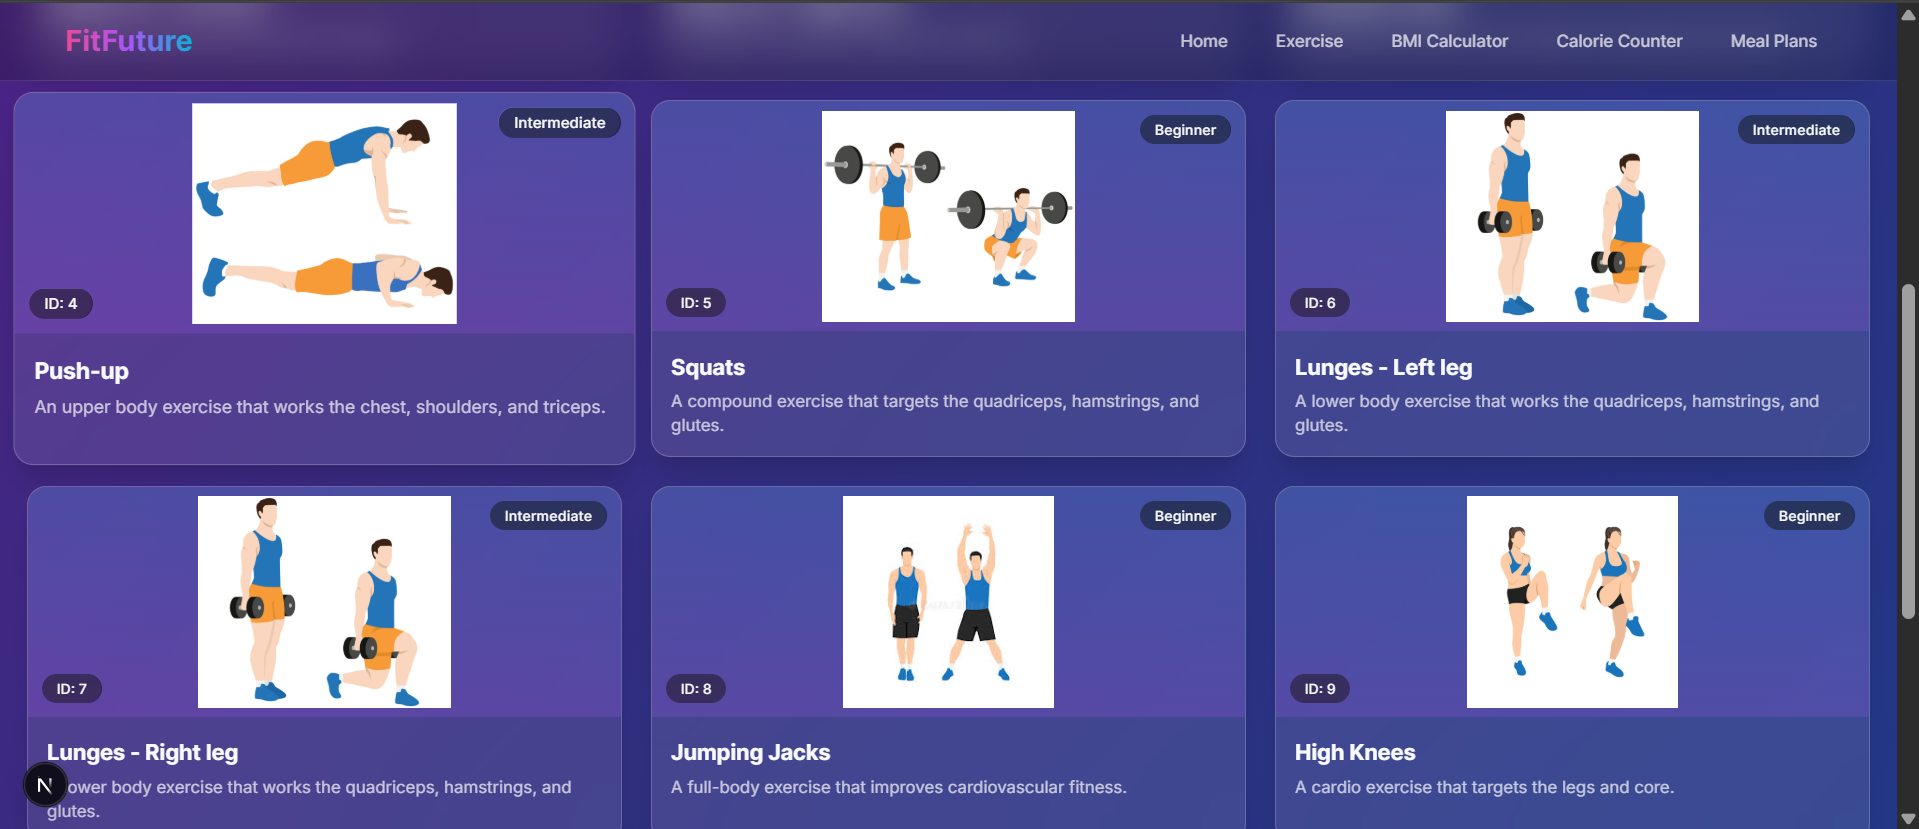 FitFuture
Home
Exercise
BMI Calculator
Calorie Counter
Meal Plans
Intermediate
ID: 4
Push-up
An upper body exercise that works the chest, shoulders, and triceps.
Beginner
ID: 5
Squats
A compound exercise that targets the quadriceps, hamstrings, and
glutes.
Intermediate
ID: 6
Lunges - Left leg
A lower body exercise that works the quadriceps, hamstrings, and
glutes.
Intermediate
ID: 7
Lunges - Right leg
ower body exercise that works the quadriceps, hamstrings, and
glutes.
N
Beginner
ID: 8
Jumping Jacks
A full-body exercise that improves cardiovascular fitness.
Beginner
ID: 9
High Knees
A cardio exercise that targets the legs and core.